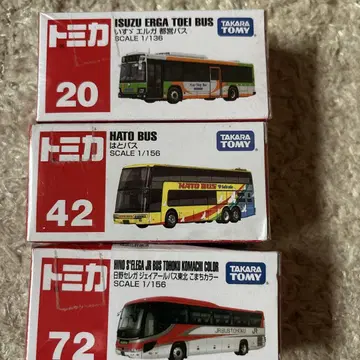 トミカ
20
ISUZU ERGA TOEI BUS
いすゞ エルガ 都営バス
SCALE 1/136
TAKARA TOMY
トミカ
42
HATO BUS
はとバス
SCALE 1/156
TAKARA TOMY
HATO BUS
トミカ
72
HINO S'ELEGA JR BUS TOHOKU KOMACHI COLOR
日野セレガ ジェイアールバス東北 こまちカラー
SCALE 1/156
TAKARA TOMY
JR BUS TOHOKU
JR